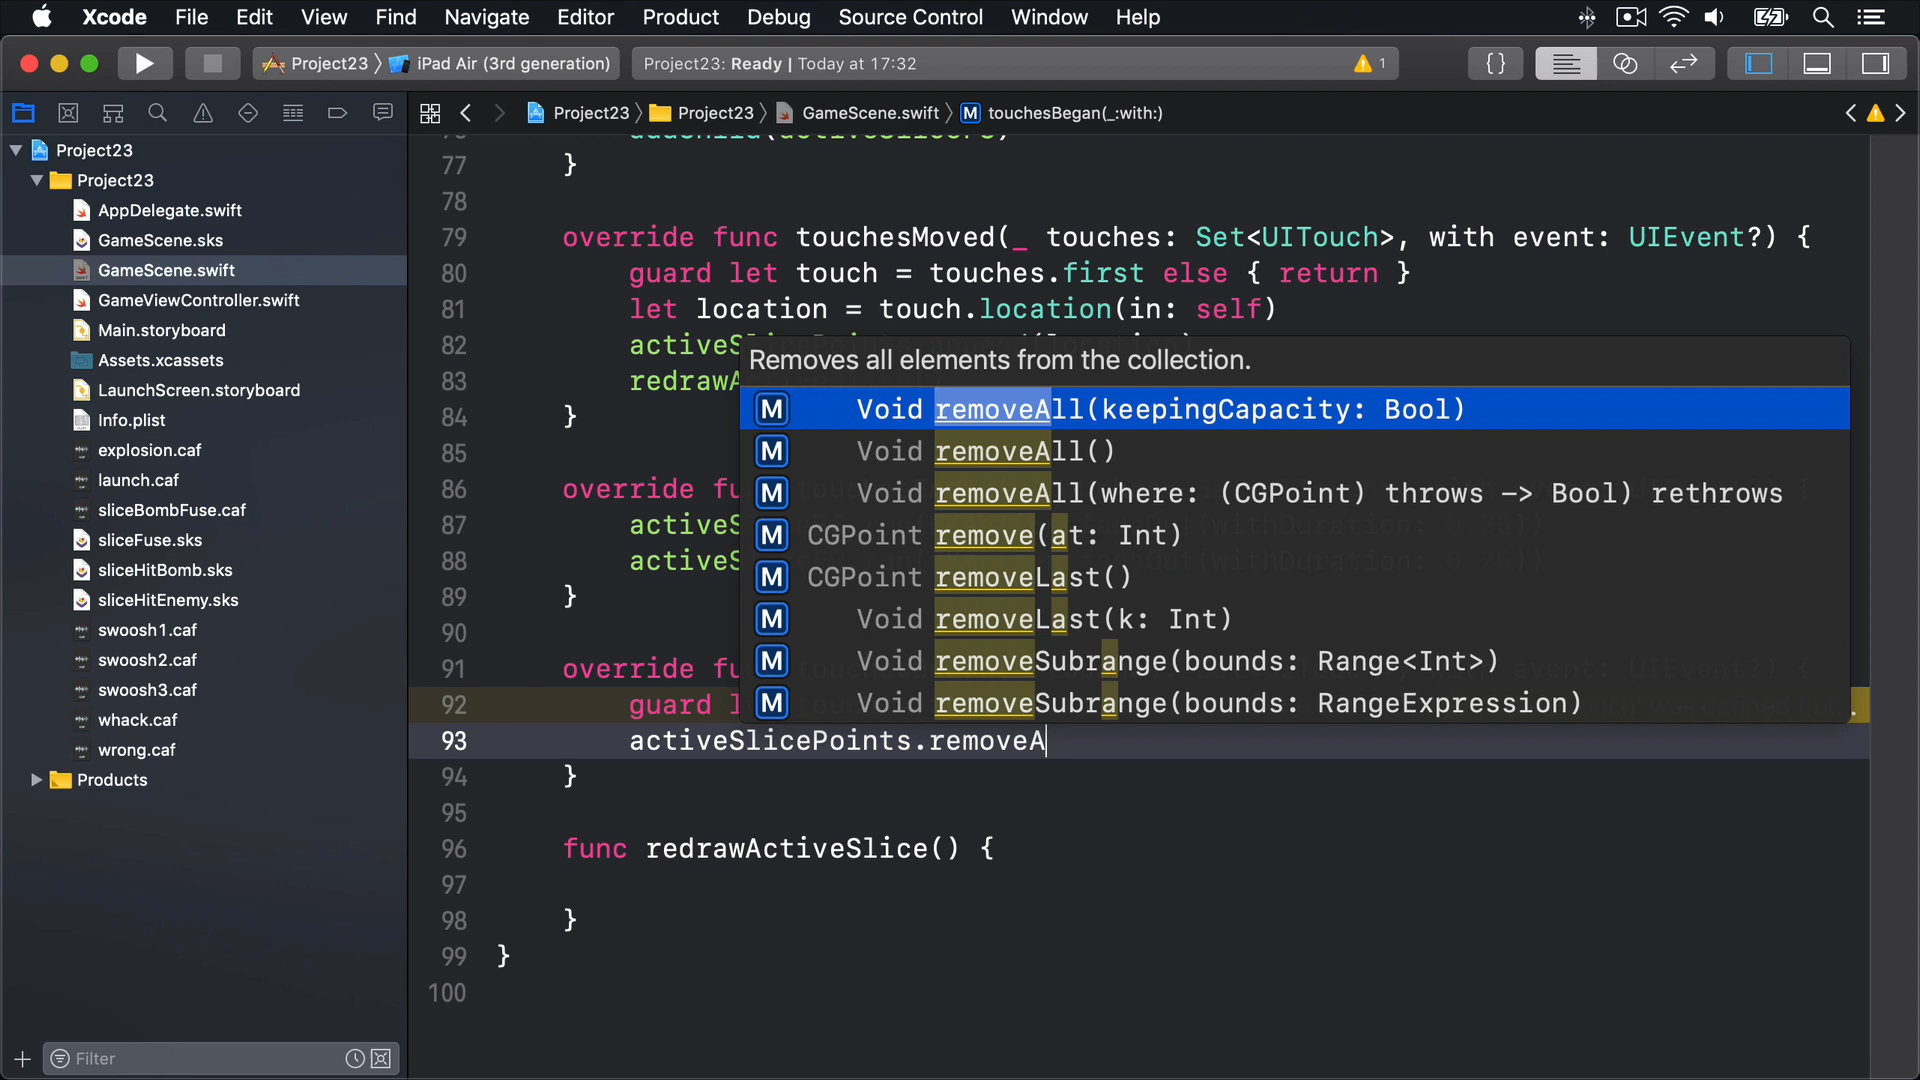 Xcode File Edit View Find Navigate Editor Product Debug Source Control Window Help
Project23 iPad Air (3rd generation) Project23: Ready | Today at 17:32 1
Project23 Project23 GameScene.swift M touchesBegan(_:with:)
Project23
Project23
AppDelegate.swift
GameScene.sks
GameScene.swift
GameViewController.swift
Main.storyboard
Assets.xcassets
LaunchScreen.storyboard
Info.plist
explosion.caf
launch.caf
sliceBombFuse.caf
sliceFuse.sks
sliceHitBomb.sks
sliceHitEnemy.sks
swoosh1.caf
swoosh2.caf
swoosh3.caf
whack.caf
wrong.caf
Products
Filter
77 }
78
79 override func touchesMoved(_ touches: Set<UITouch>, with event: UIEvent?) {
80 guard let touch = touches.first else { return }
81 let location = touch.location(in: self)
82 activeS
83 redrawA
84 }
85
86 override fu
87 activeS
88 activeS
89 }
90
91 override fu
92 guard l
93 activeSlicePoints.removeA
94 }
95
96 func redrawActiveSlice() {
97
98 }
99 }
100
Removes all elements from the collection.
M Void removeAll(keepingCapacity: Bool)
M Void removeAll()
M Void removeAll(where: (CGPoint) throws -> Bool) rethrows
M CGPoint remove(at: Int)
M CGPoint removeLast()
M Void removeLast(k: Int)
M Void removeSubrange(bounds: Range<Int>)
M Void removeSubrange(bounds: RangeExpression)